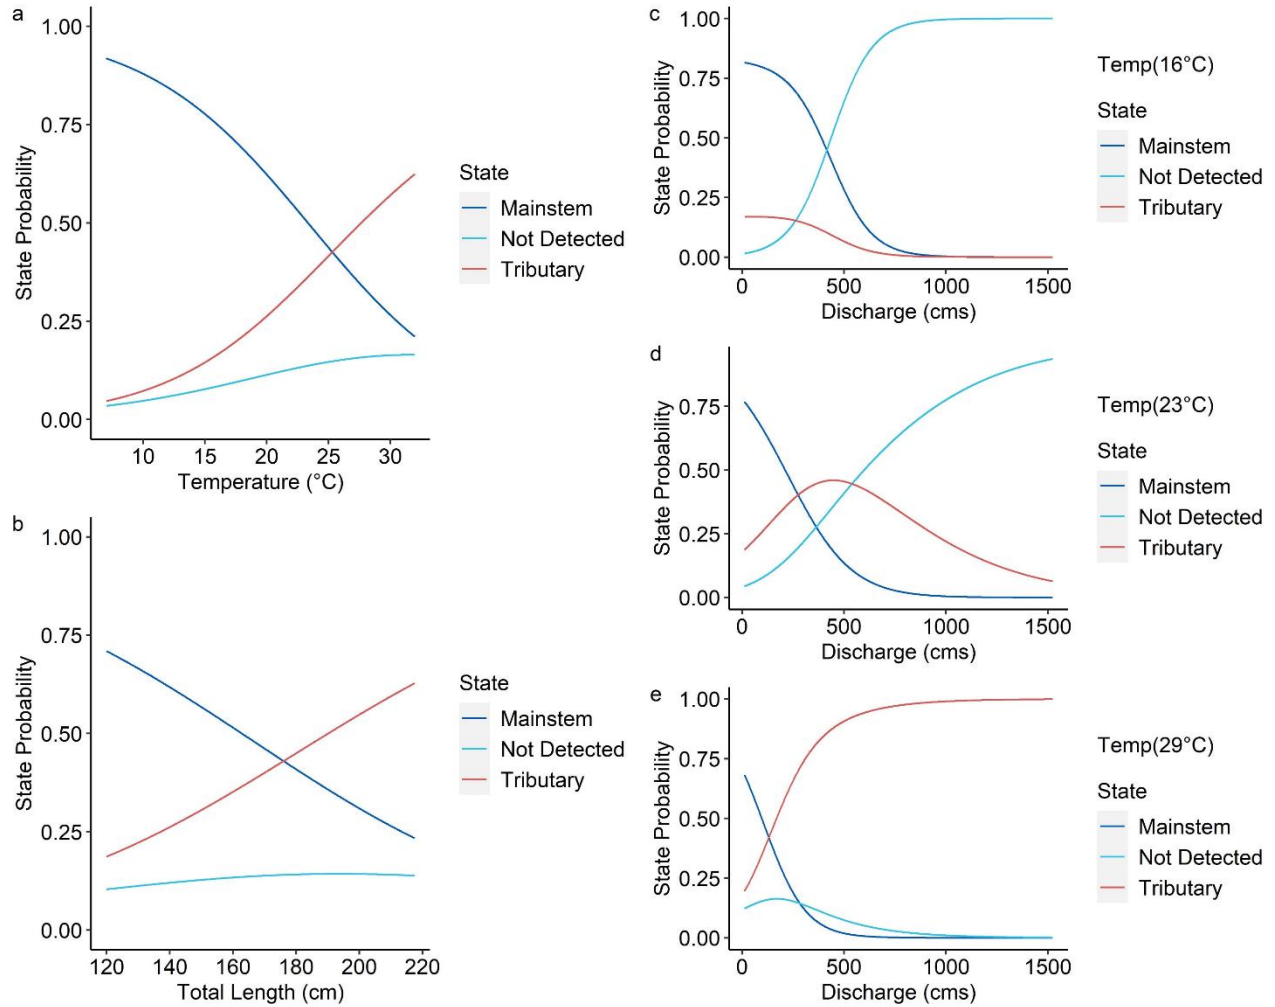 a
1.00
0.75
0.50
0.25
0.00
State Probability
10 15 20 25 30
Temperature (°C)
State
Mainstem
Not Detected
Tributary
b
1.00
0.75
0.50
0.25
0.00
State Probability
120 140 160 180 200 220
Total Length (cm)
State
Mainstem
Not Detected
Tributary
c
1.00
0.75
0.50
0.25
0.00
State Probability
0 500 1000 1500
Discharge (cms)
Temp(16°C)
State
Mainstem
Not Detected
Tributary
d
0.75
0.50
0.25
0.00
State Probability
0 500 1000 1500
Discharge (cms)
Temp(23°C)
State
Mainstem
Not Detected
Tributary
e
1.00
0.75
0.50
0.25
0.00
State Probability
0 500 1000 1500
Discharge (cms)
Temp(29°C)
State
Mainstem
Not Detected
Tributary